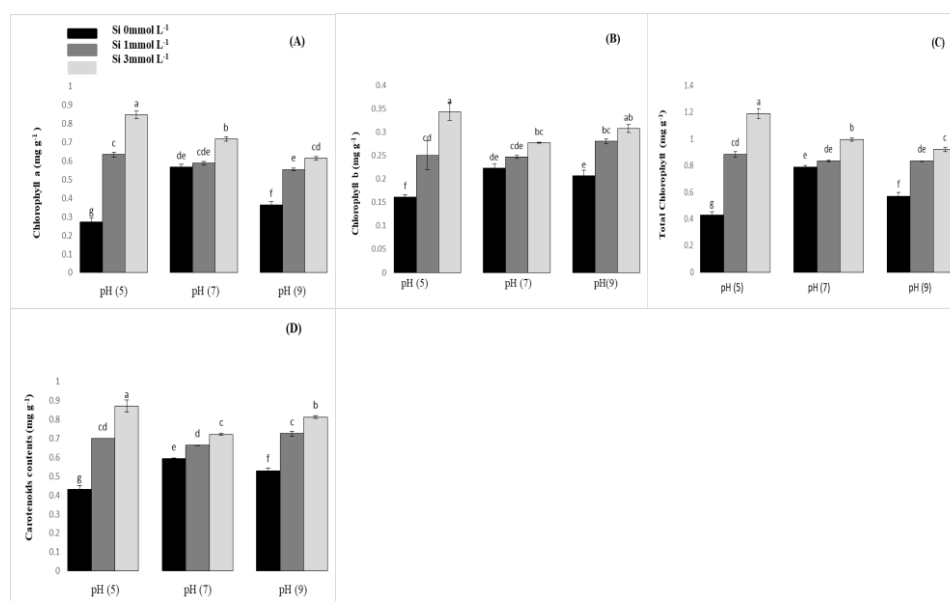 Si 0mmol L-1
Si 1mmol L-1
Si 3mmol L-1
(A)
Chlorophyll a (mg g-1 )
1
0.9
0.8
0.7
0.6
0.5
0.4
0.3
0.2
0.1
0
g
c
a
de
cde
b
f
e
cd
pH (5)
pH (7)
pH (9)
(B)
Chlorophyll b (mg g-1)
0.4
0.35
0.3
0.25
0.2
0.15
0.1
0.05
0
f
cd
a
de
cde
bc
e
bc
ab
pH (5)
pH (7)
pH(9)
(C)
Total Chlorophyll (mg g-1)
1.4
1.2
1
0.8
0.6
0.4
0.2
0
g
cd
a
e
de
b
f
de
c
pH (5)
pH (7)
pH (9)
(D)
Carotenoids contents (mg g-1)
1
0.9
0.8
0.7
0.6
0.5
0.4
0.3
0.2
0.1
0
g
cd
a
e
d
c
f
c
b
pH (5)
pH (7)
pH (9)